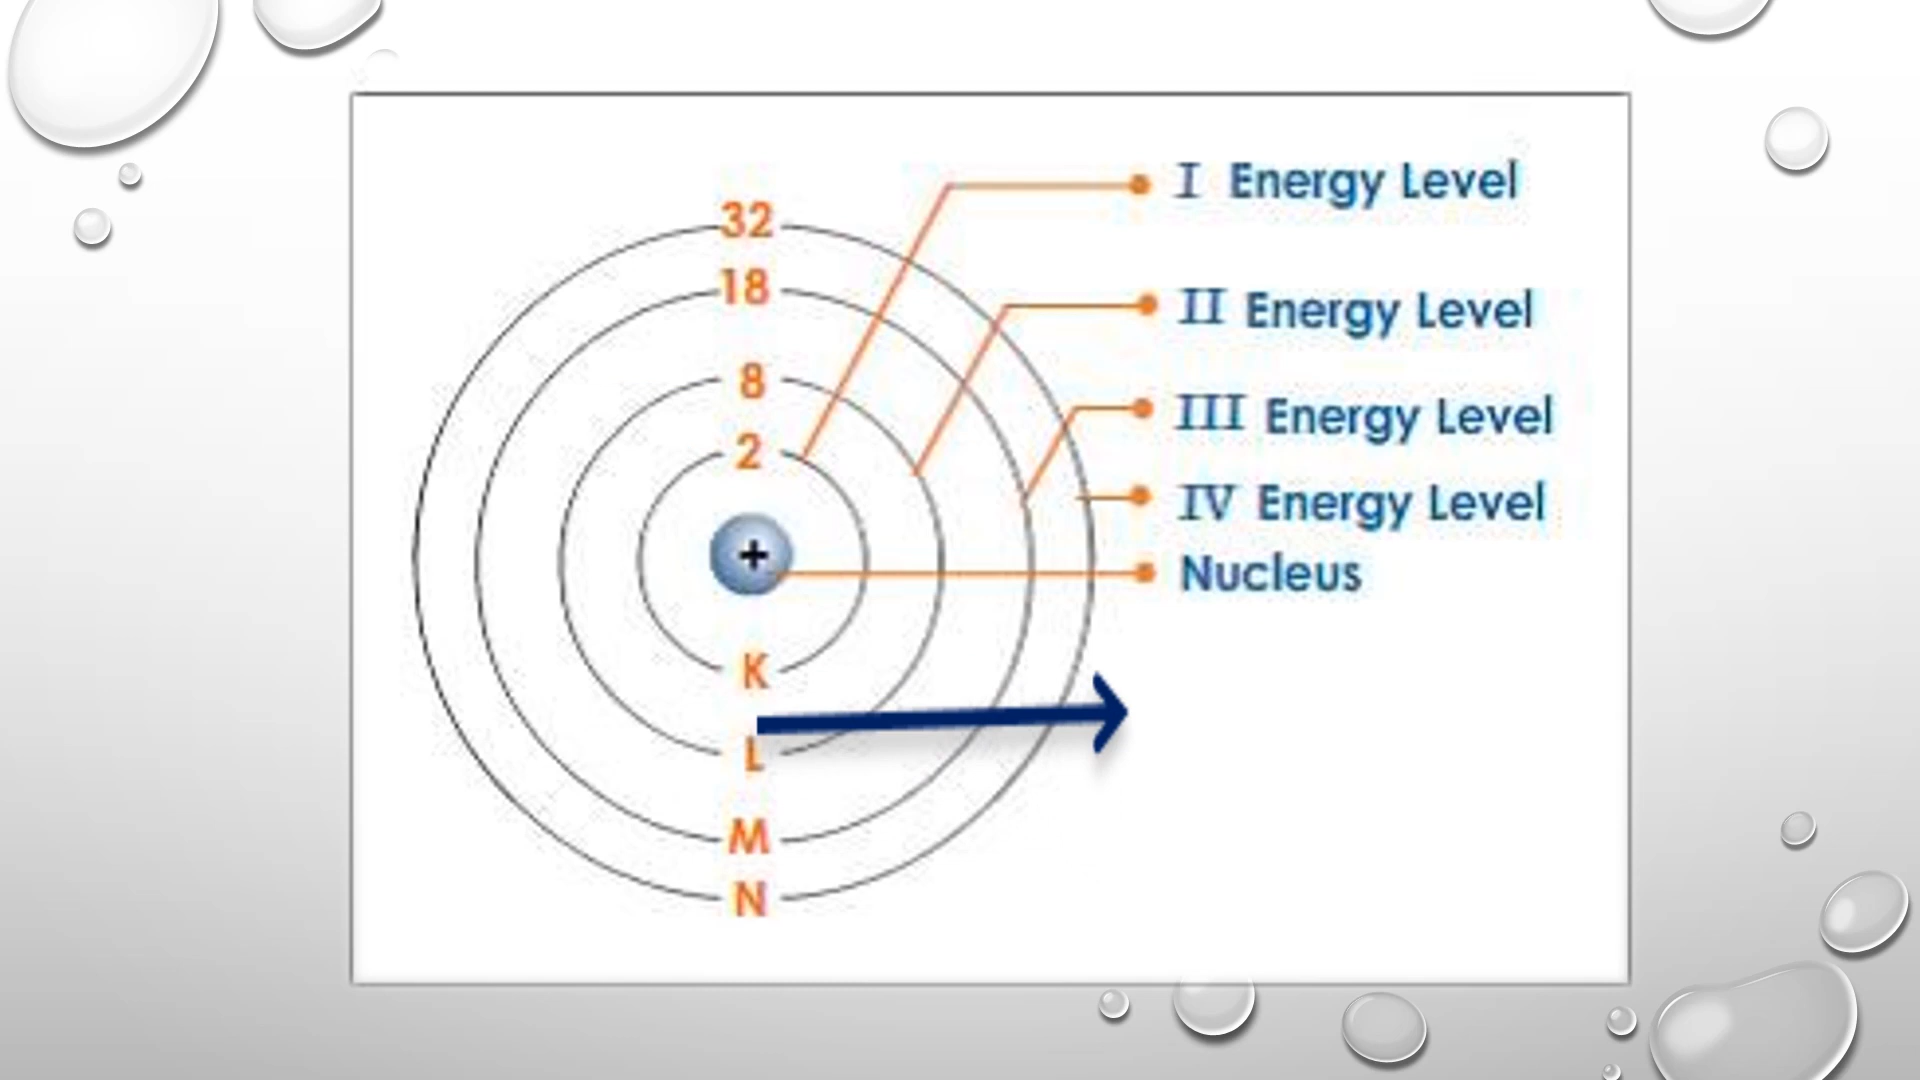 32
18
8
2
+
K
L
M
N
I Energy Level
II Energy Level
III Energy Level
IV Energy Level
Nucleus